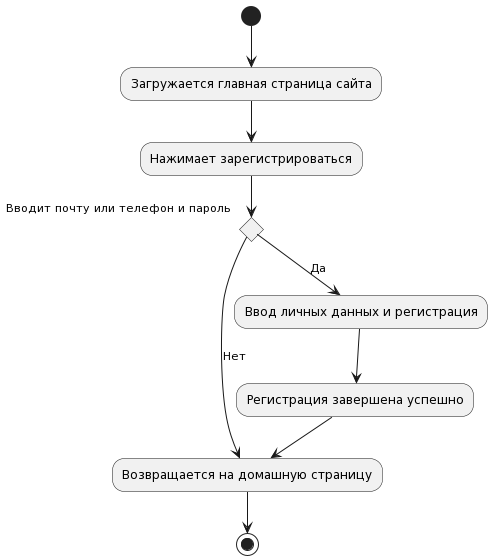 Загружается главная страница сайта
Нажимает зарегистрироваться
Вводит почту или телефон и пароль
Да
Ввод личных данных и регистрация
Нет
Регистрация завершена успешно
Возвращается на домашную страницу